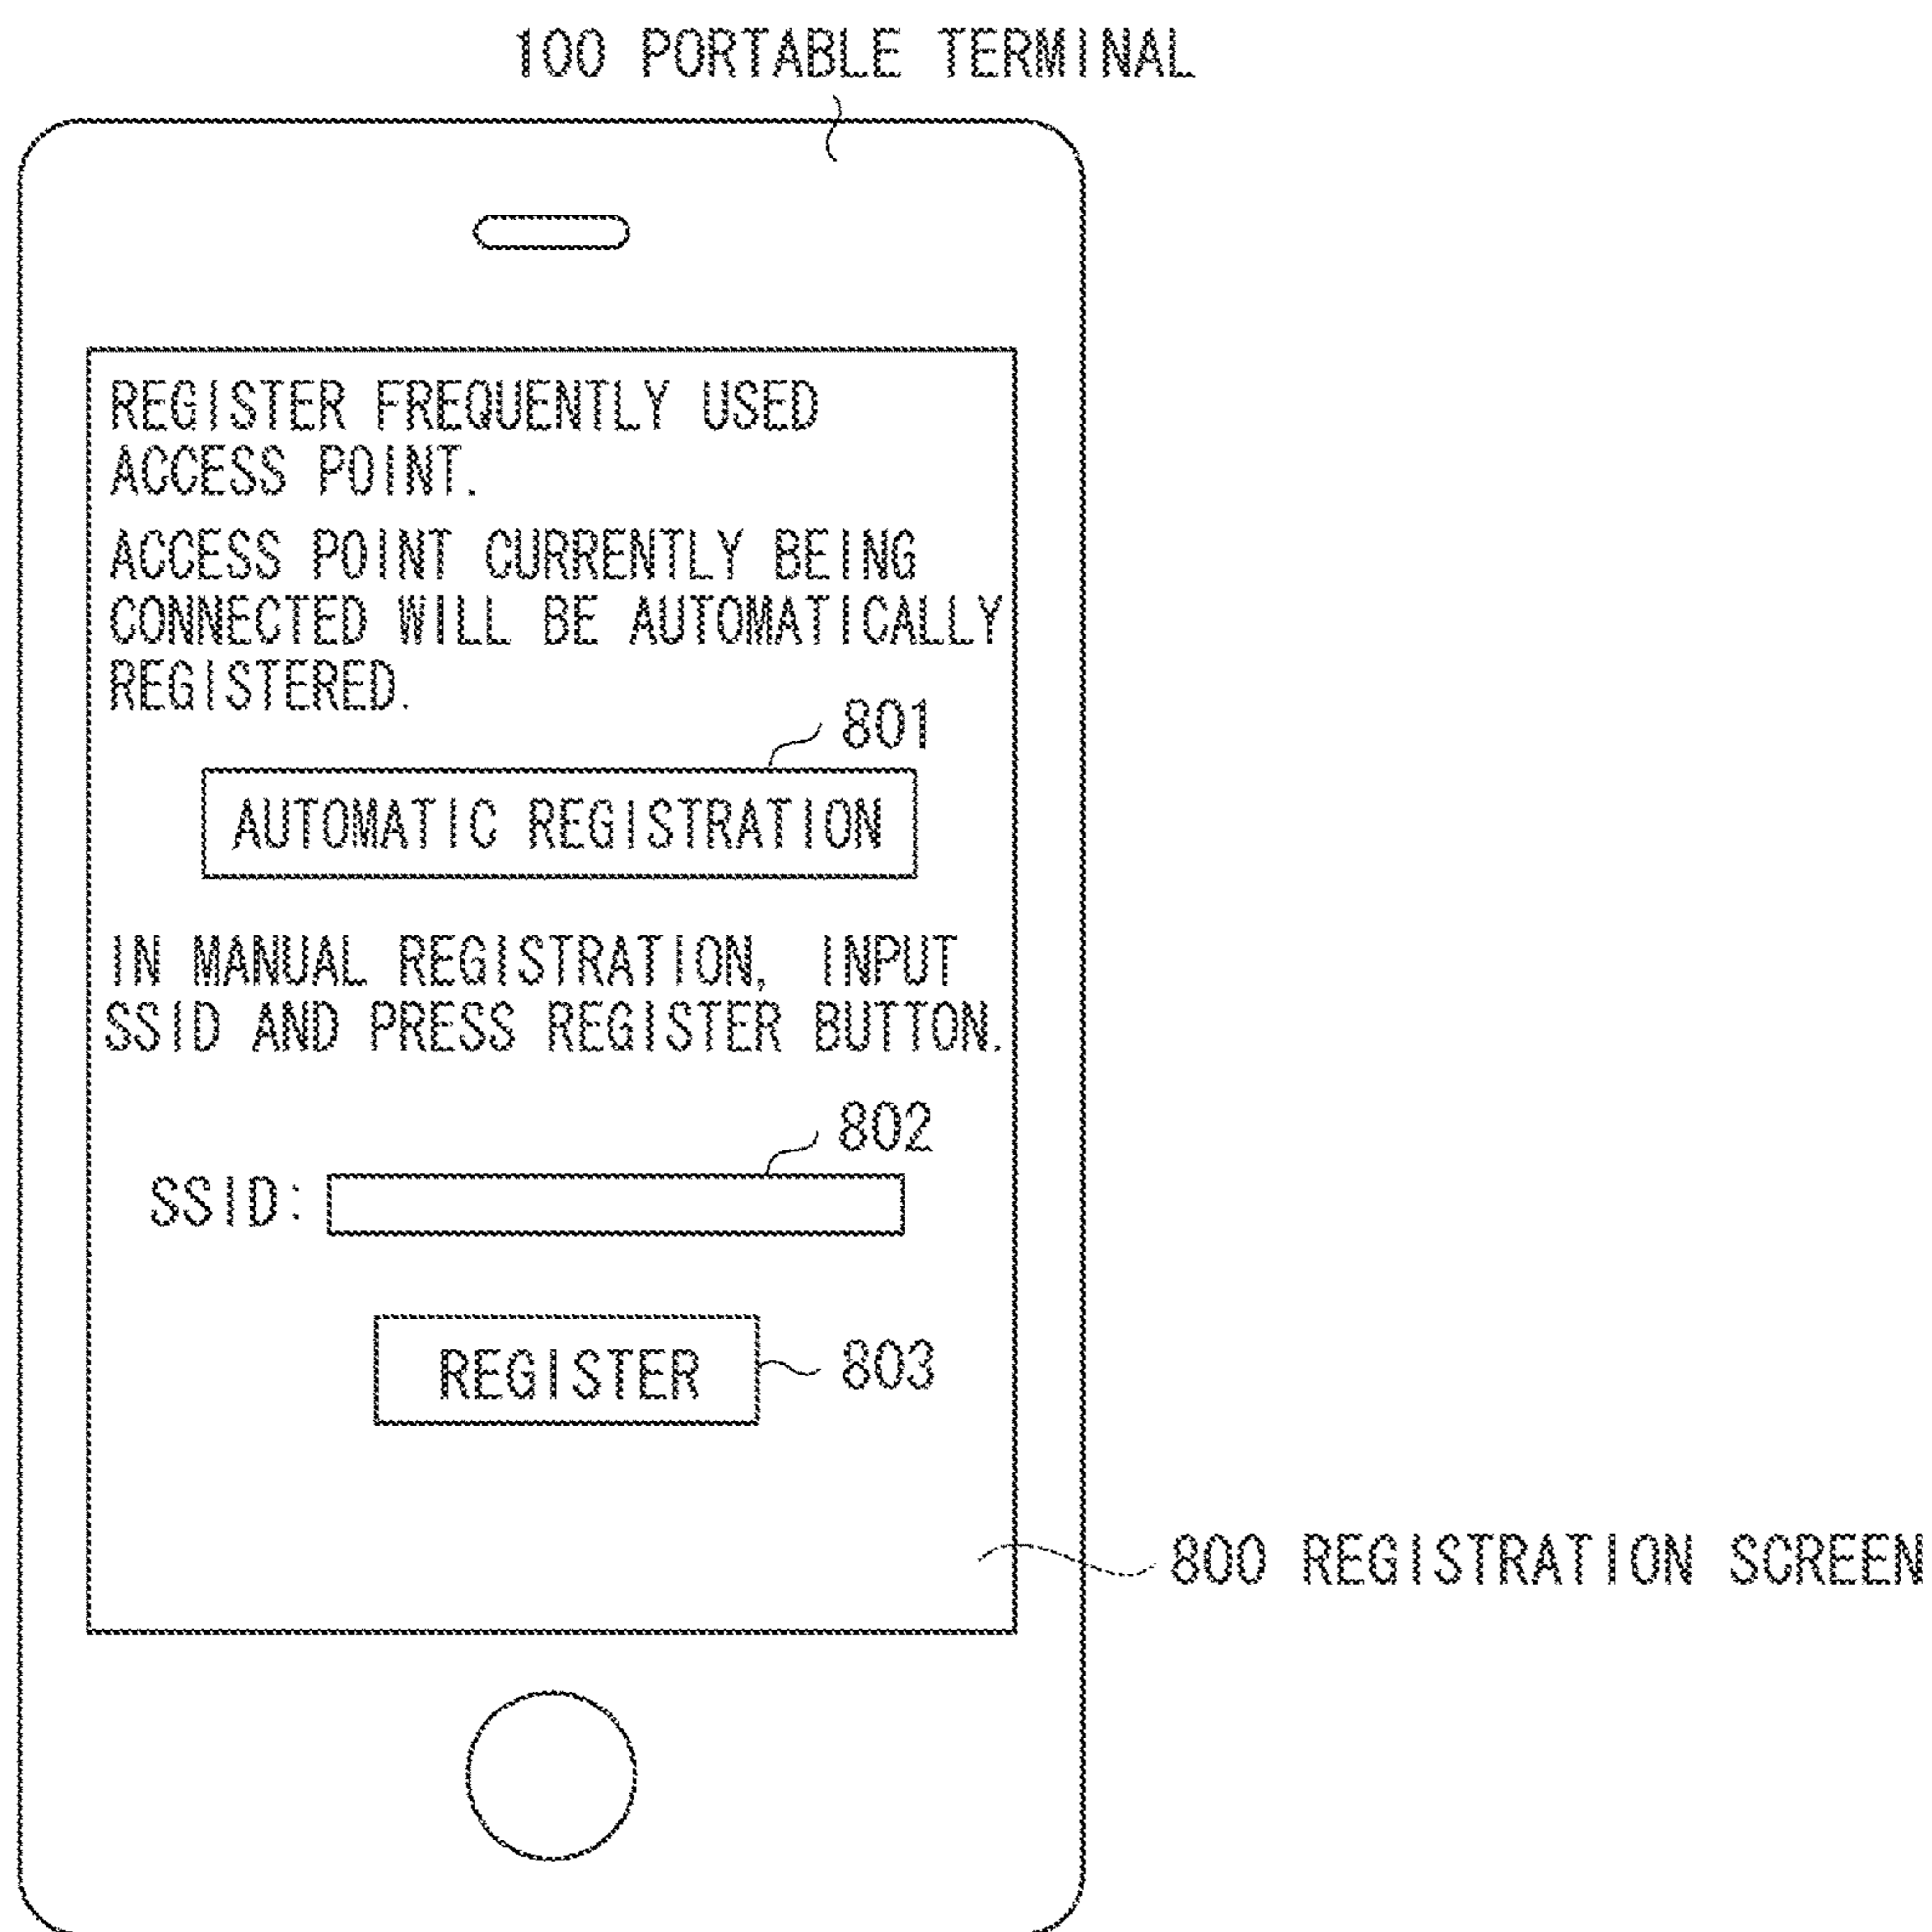 100 PORTABLE TERMINAL
REGISTER FREQUENTLY USED
ACCESS POINT.
ACCESS POINT CURRENTLY BEING
CONNECTED WILL BE AUTOMATICALLY
REGISTERED.
801
AUTOMATIC REGISTRATION
IN MANUAL REGISTRATION, INPUT
SSID AND PRESS REGISTER BUTTON.
802
SSID:
REGISTER
803
800 REGISTRATION SCREEN